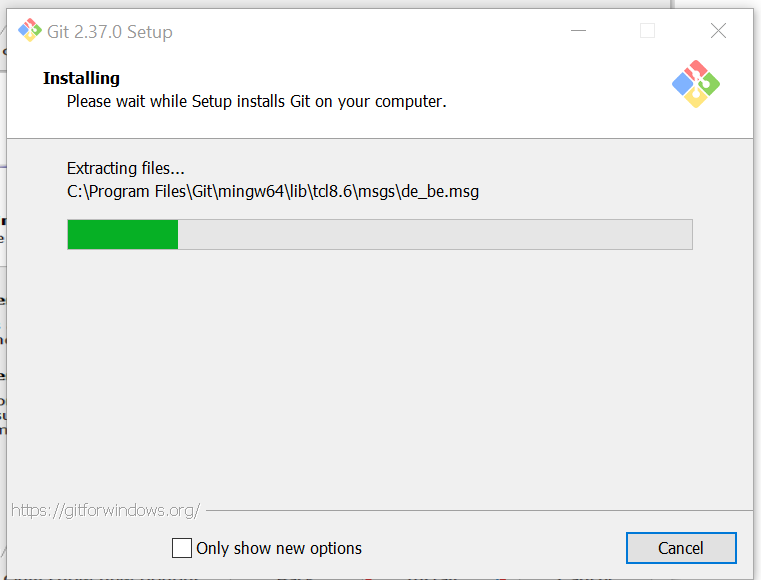 Git 2.37.0 Setup
Installing
Please wait while Setup installs Git on your computer.
Extracting files...
C:\Program Files\Git\mingw64\lib\tcl8.6\msgs\de_be.msg
https://gitforwindows.org/
Only show new options
Cancel